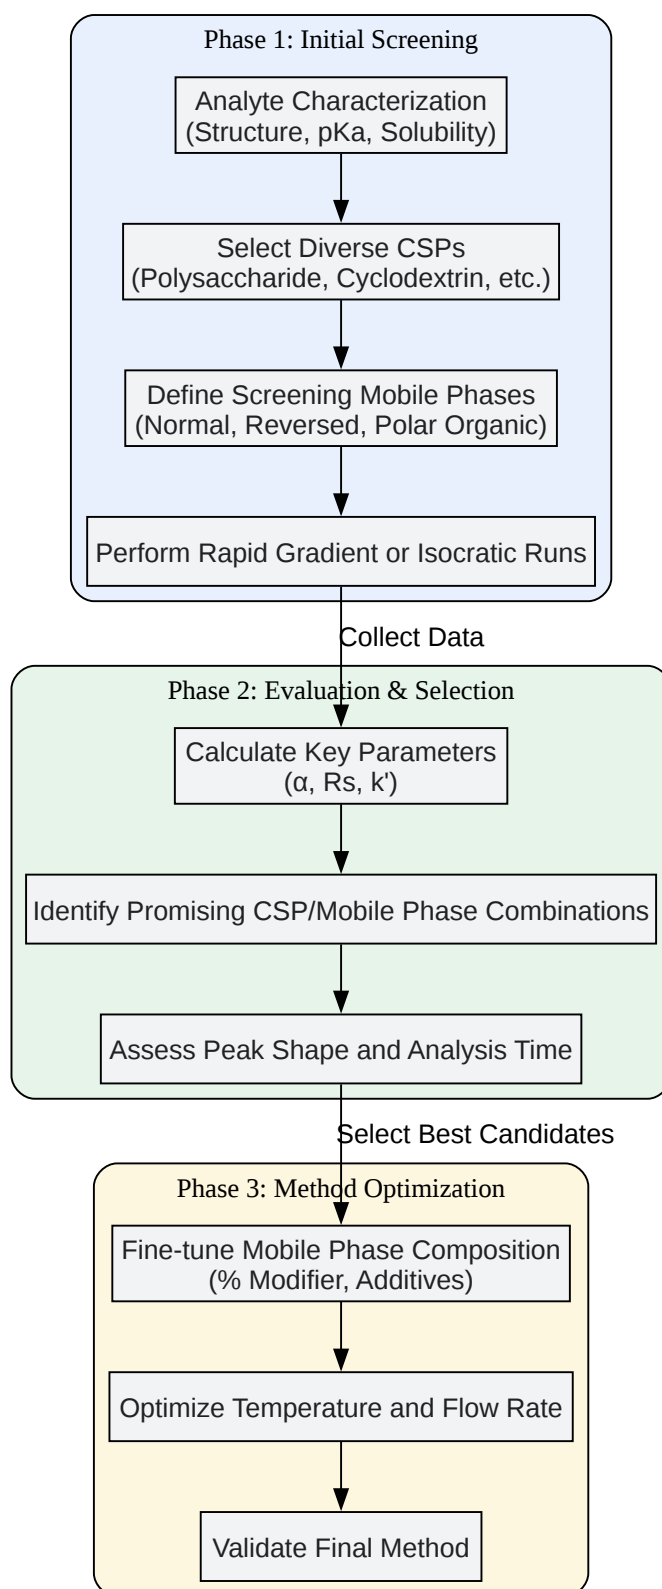 Phase 1: Initial Screening
Analyte Characterization
(Structure, pKa, Solubility)
Select Diverse CSPs
(Polysaccharide, Cyclodextrin, etc.)
Define Screening Mobile Phases
(Normal, Reversed, Polar Organic)
Perform Rapid Gradient or Isocratic Runs
Collect Data
Phase 2: Evaluation & Selection
Calculate Key Parameters
(α, Rs, k')
Identify Promising CSP/Mobile Phase Combinations
Assess Peak Shape and Analysis Time
Select Best Candidates
Phase 3: Method Optimization
Fine-tune Mobile Phase Composition
(% Modifier, Additives)
Optimize Temperature and Flow Rate
Validate Final Method